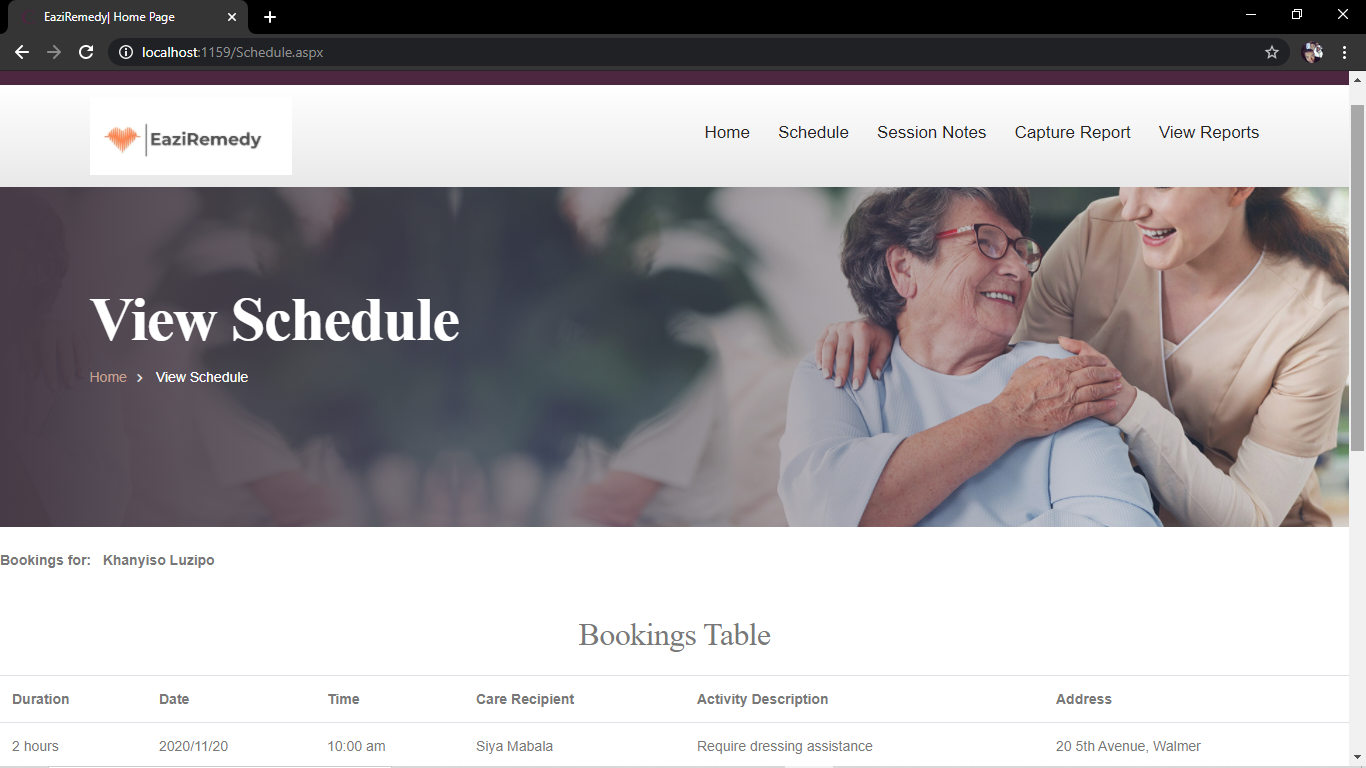 EaziRemedy| Home Page
localhost:1159/Schedule.aspx
EaziRemedy
Home Schedule Session Notes Capture Report View Reports
View Schedule
Home > View Schedule
Bookings for: Khanyiso Luzipo
Bookings Table
Duration Date Time Care Recipient Activity Description Address
2 hours 2020/11/20 10:00 am Siya Mabala Require dressing assistance 20 5th Avenue, Walmer